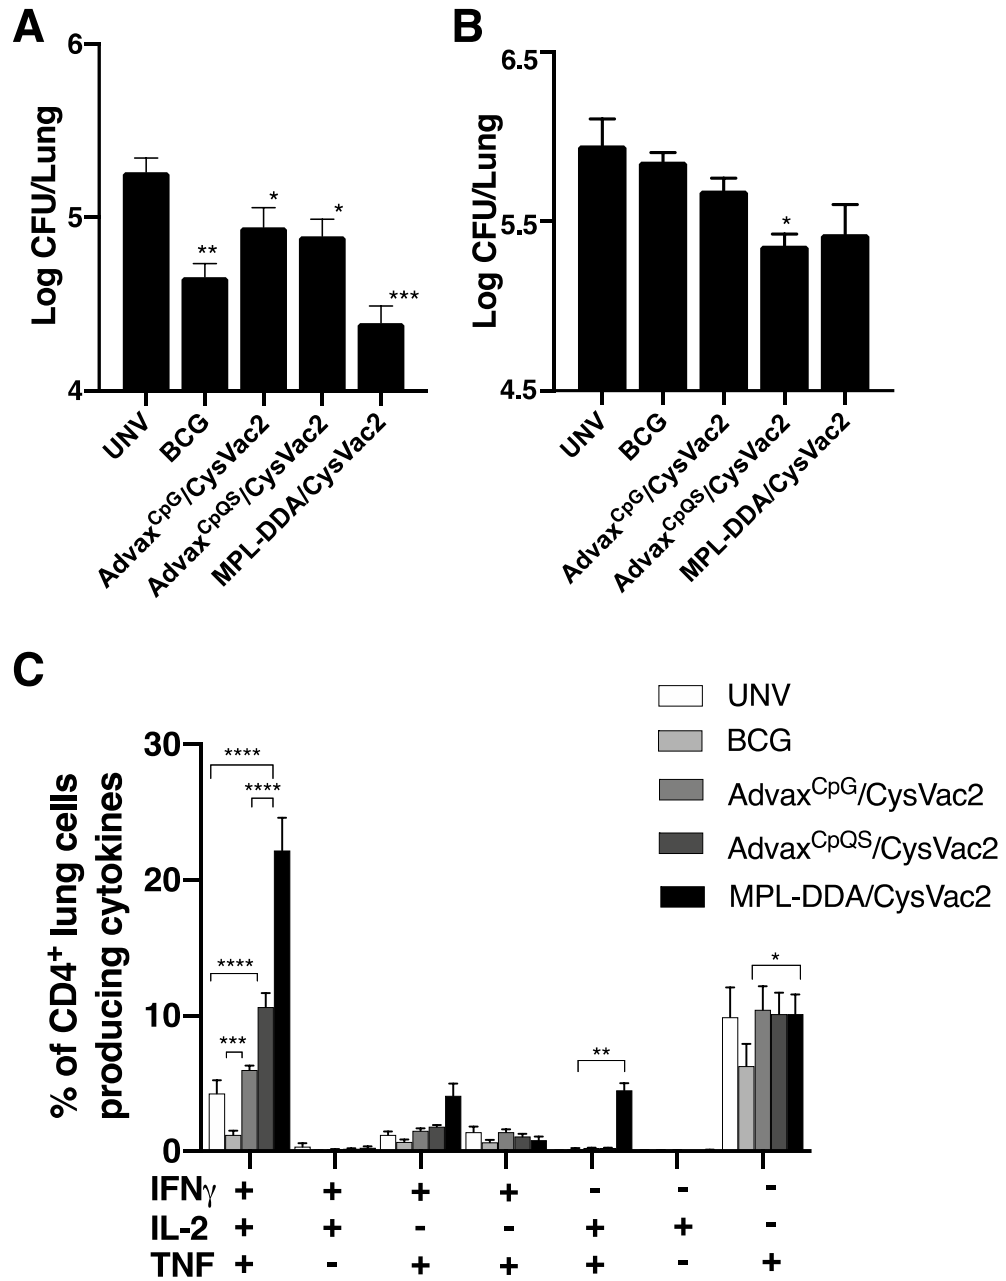 A
6
5
4
Log CFU/Lung
**
*
*
***
UNV
BCG
Advax^CpG/CysVac2
Advax^CpQS/CysVac2
MPL-DDA/CysVac2
B
6.5
5.5
4.5
Log CFU/Lung
*
UNV
BCG
Advax^CpG/CysVac2
Advax^CpQS/CysVac2
MPL-DDA/CysVac2
C
UNV
BCG
Advax^CpG/CysVac2
Advax^CpQS/CysVac2
MPL-DDA/CysVac2
% of CD4⁺ lung cells
producing cytokines
30
20
10
0
****
****
****
***
**
*
IFNγ + + + + - - -
IL-2 + + - - + + -
TNF + - + + + - +